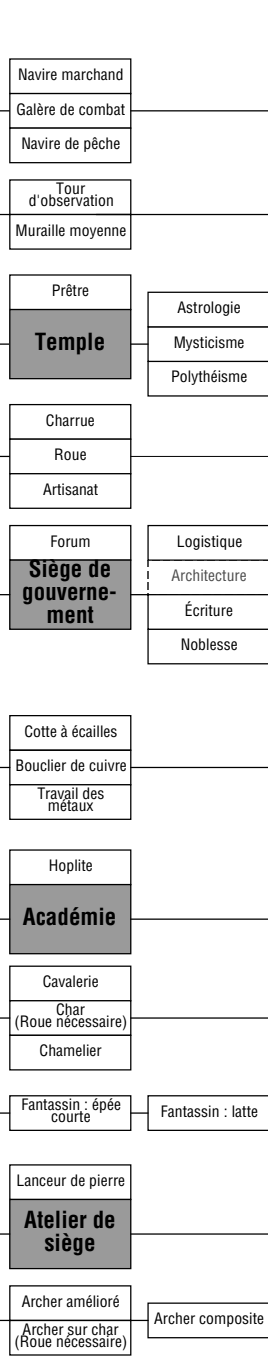 Navire marchand
Galère de combat
Navire de pêche
Tour
d'observation
Muraille moyenne
Prêtre
Temple
Astrologie
Mysticisme
Polythéisme
Charrue
Roue
Artisanat
Forum
Siège de
gouverne-
ment
Logistique
Architecture
Écriture
Noblesse
Cotte à écailles
Bouclier de cuivre
Travail des
métaux
Hoplite
Académie
Cavalerie
Char
(Roue nécessaire)
Chamelier
Fantassin : épée
courte
Fantassin : latte
Lanceur de pierre
Atelier de
siège
Archer amélioré
Archer sur char
(Roue nécessaire)
Archer composite